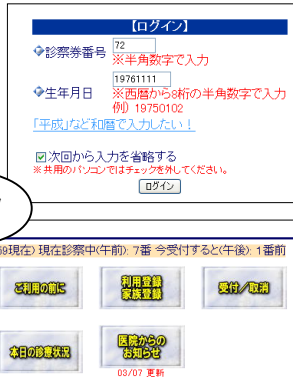 【ログイン】
診察券番号 72
※半角数字で入力
生年月日 19761111
※西暦から8桁の半角数字で入力
例) 19750102
「平成」など和暦で入力したい！
次回から入力を省略する
※共用のパソコンではチェックを外してください。
ログイン
現在) 現在診察中(午前): 7番 今受付すると(午後): 1番前
ご利用の前に
利用登録
家族登録
受付/取消
本日の診療状況
医院からの
お知らせ
03/07 更新